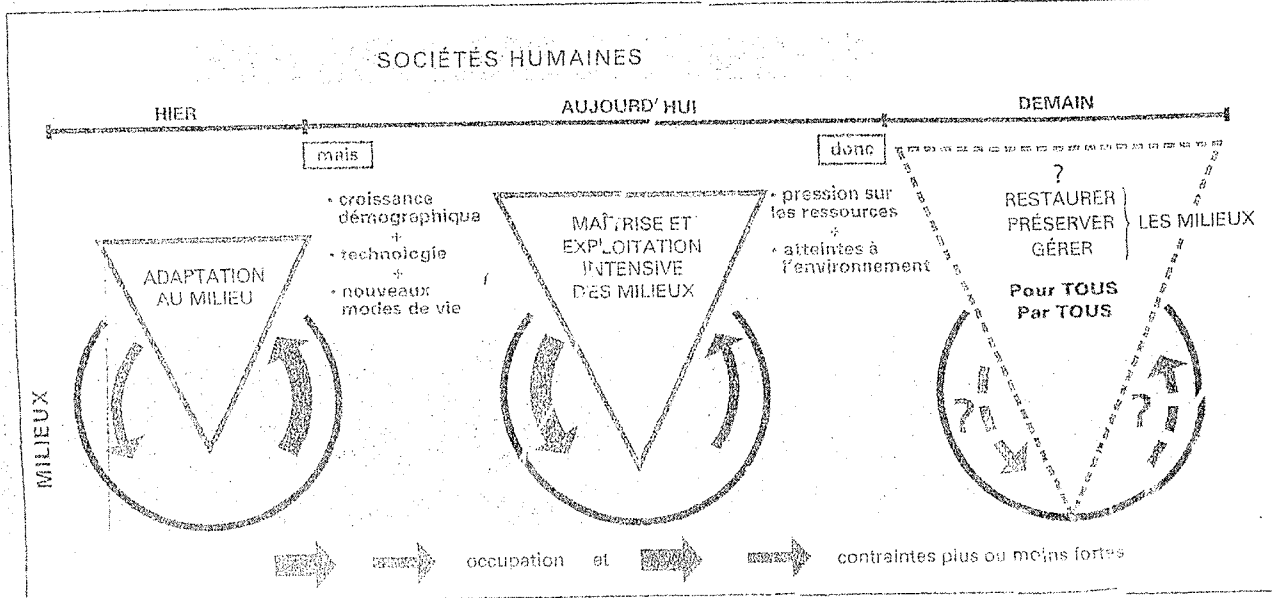 SOCIÉTÉS HUMAINES
HIER
AUJOURD'HUI
DEMAIN
mais
donc
• croissance
démographique
+
• technologie
+
• nouveaux
modes de vie
• pression sur
les ressources
+
• atteintes à
l'environnement
ADAPTATION
AU MILIEU
MAÎTRISE ET
EXPLOITATION
INTENSIVE
DES MILIEUX
?
RESTAURER
PRÉSERVER
GÉRER
LES MILIEUX
Pour TOUS
Par TOUS
?
?
MILIEUX
occupation et contraintes plus ou moins fortes